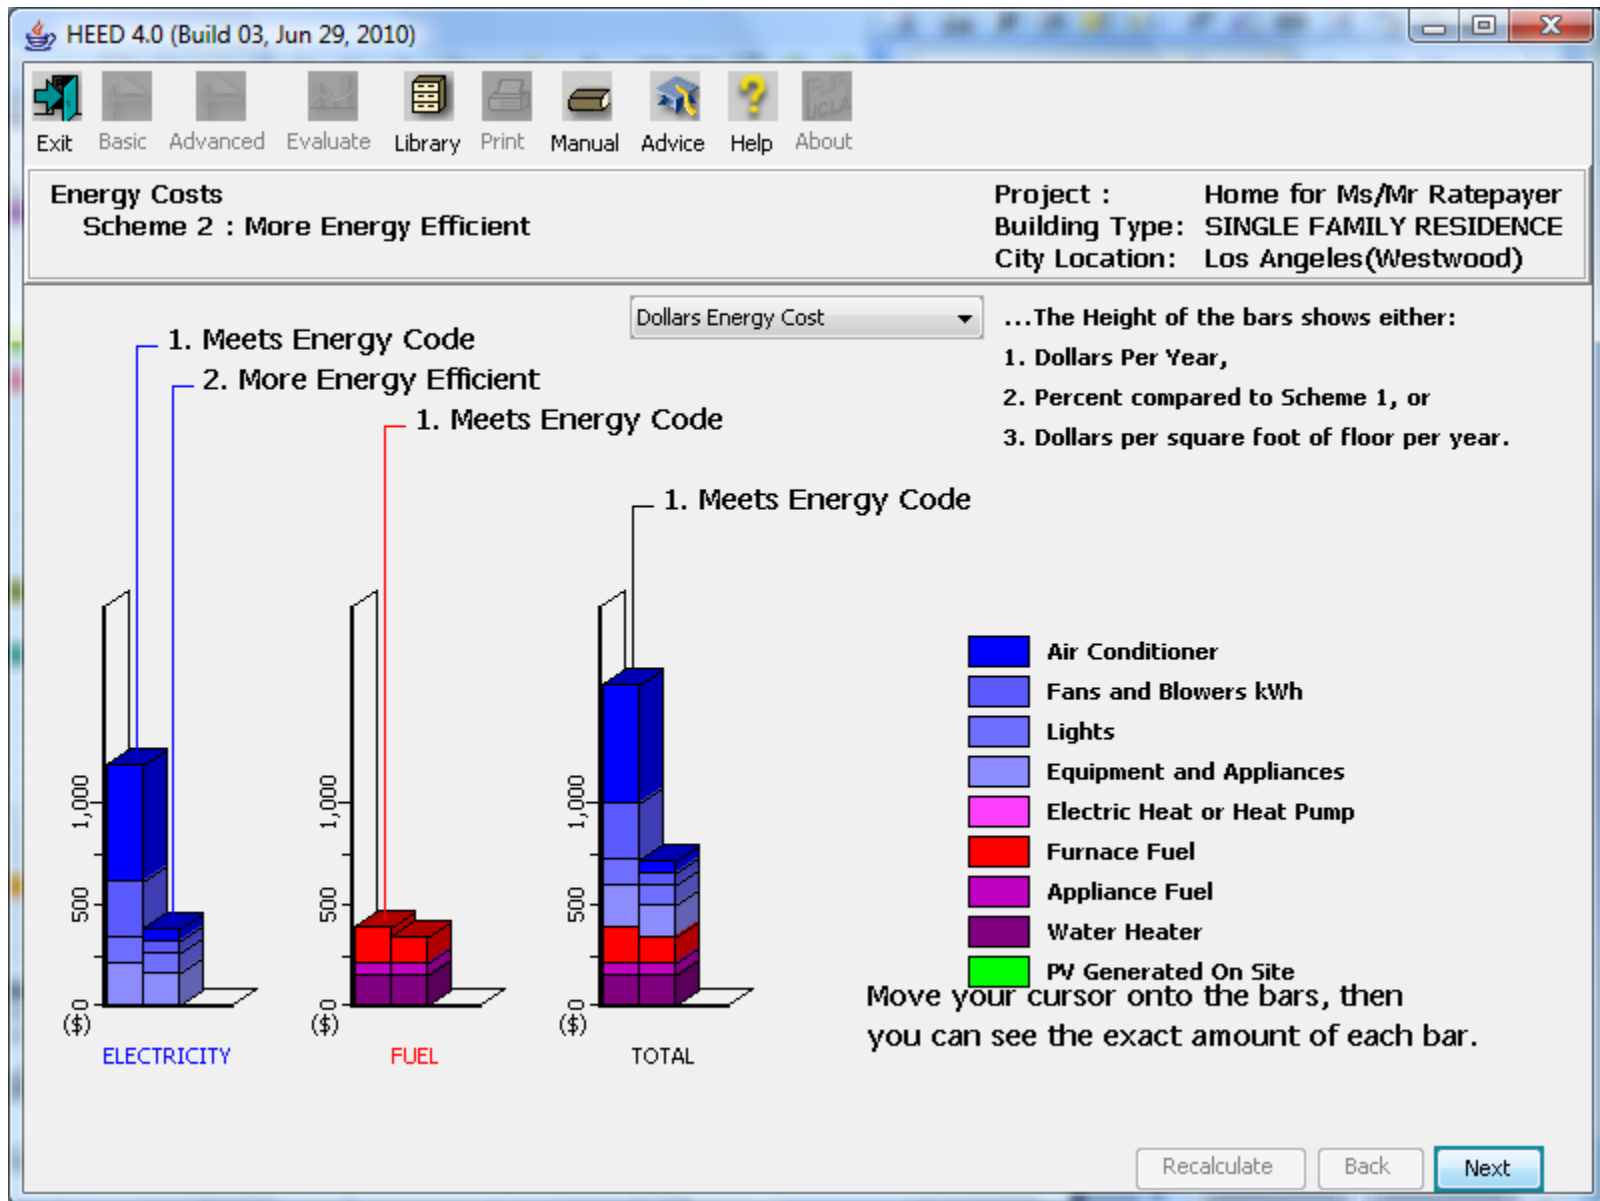 HEED 4.0 (Build 03, Jun 29, 2010)
Exit Basic Advanced Evaluate Library Print Manual Advice Help About
UCLA
Energy Costs
Scheme 2 : More Energy Efficient
Project : Home for Ms/Mr Ratepayer
Building Type: SINGLE FAMILY RESIDENCE
City Location: Los Angeles(Westwood)
Dollars Energy Cost
...The Height of the bars shows either:
1. Dollars Per Year,
2. Percent compared to Scheme 1, or
3. Dollars per square foot of floor per year.
1. Meets Energy Code
2. More Energy Efficient
1. Meets Energy Code
1. Meets Energy Code
1,000
500
0
($)
ELECTRICITY
1,000
500
0
($)
FUEL
1,000
500
0
($)
TOTAL
Air Conditioner
Fans and Blowers kWh
Lights
Equipment and Appliances
Electric Heat or Heat Pump
Furnace Fuel
Appliance Fuel
Water Heater
PV Generated On Site
Move your cursor onto the bars, then
you can see the exact amount of each bar.
Recalculate Back Next